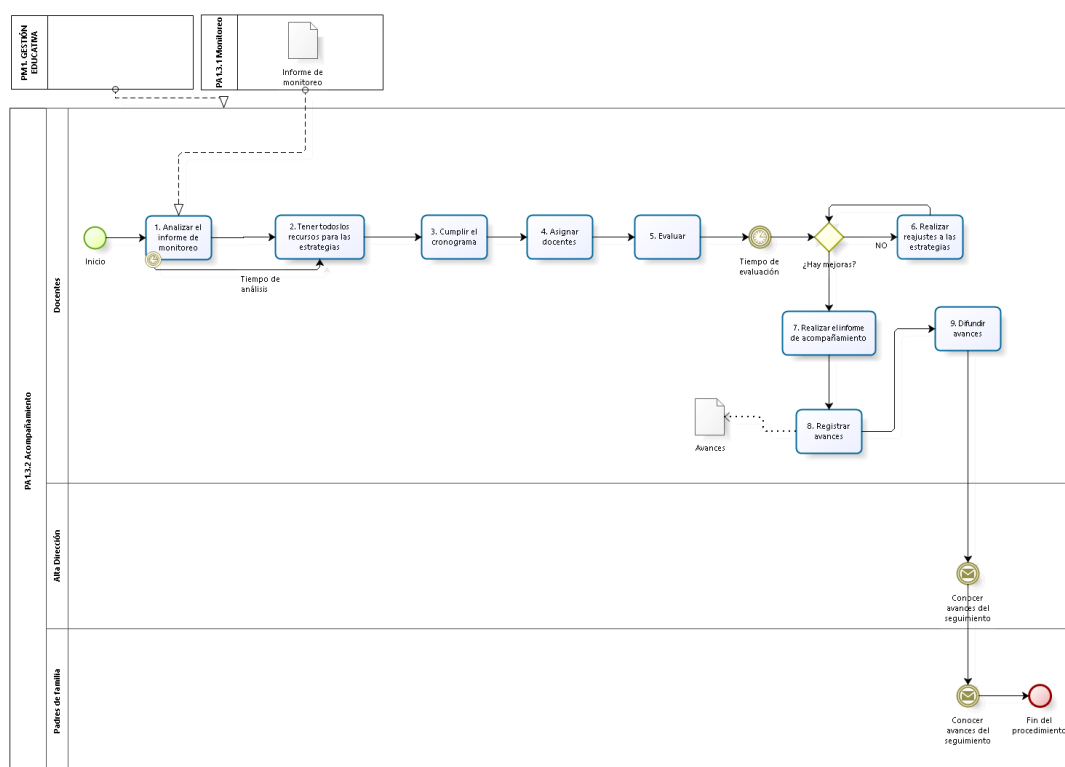 PM1. GESTIÓN
EDUCATIVA
PA1.3.1 Monitoreo
Informe de
monitoreo
PA1.3.2 Acompañamiento
Docentes
Inicio
1. Analizar el
informe de
monitoreo
Tiempo de
análisis
2. Tener todos los
recursos para las
estrategias
3. Cumplir el
cronograma
4. Asignar
docentes
5. Evaluar
Tiempo de
evaluación
¿Hay mejoras?
NO
6. Realizar
reajustes a las
estrategias
7. Realizar el informe
de acompañamiento
8. Registrar
avances
Avances
9. Difundir
avances
Alta Dirección
Conocer
avances del
seguimiento
Padres de familia
Conocer
avances del
seguimiento
Fin del
procedimiento